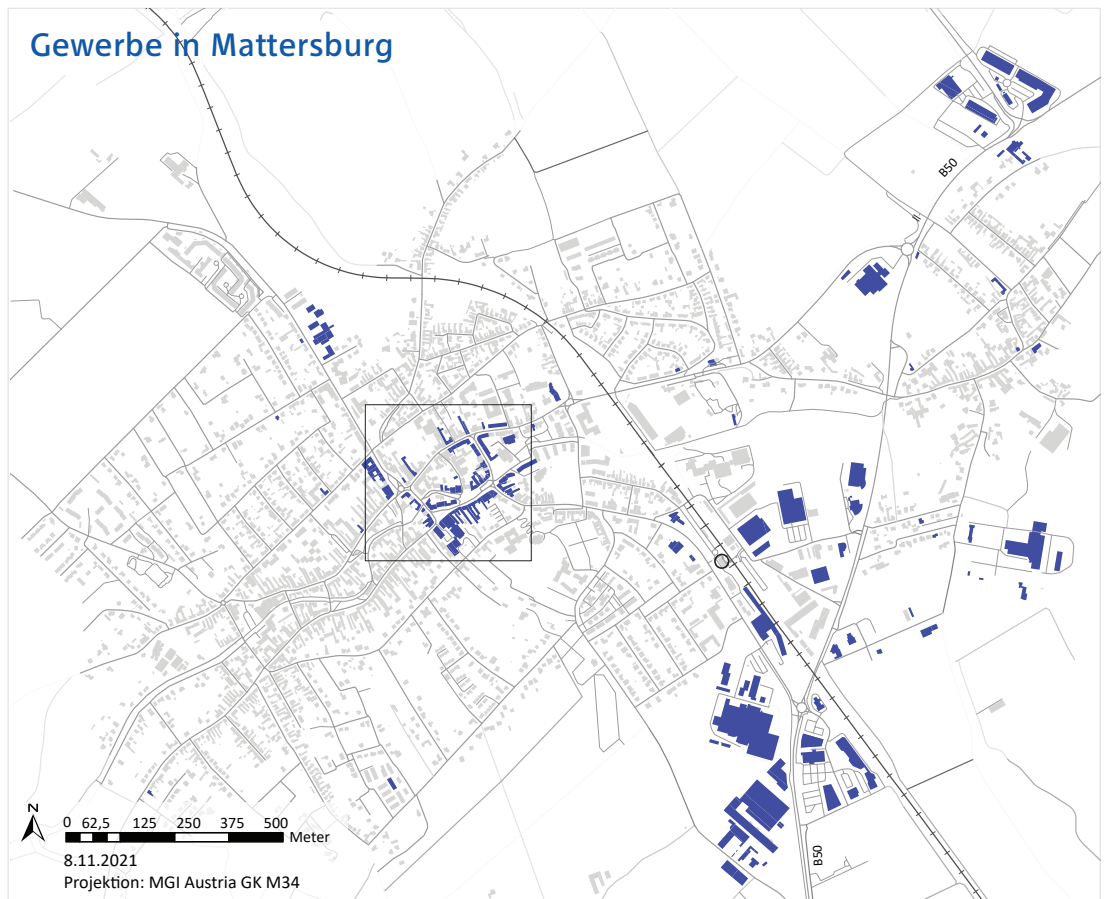 Gewerbe in Mattersburg
B50
N
0 62,5 125 250 375 500
Meter
8.11.2021
Projektion: MGI Austria GK M34
B50